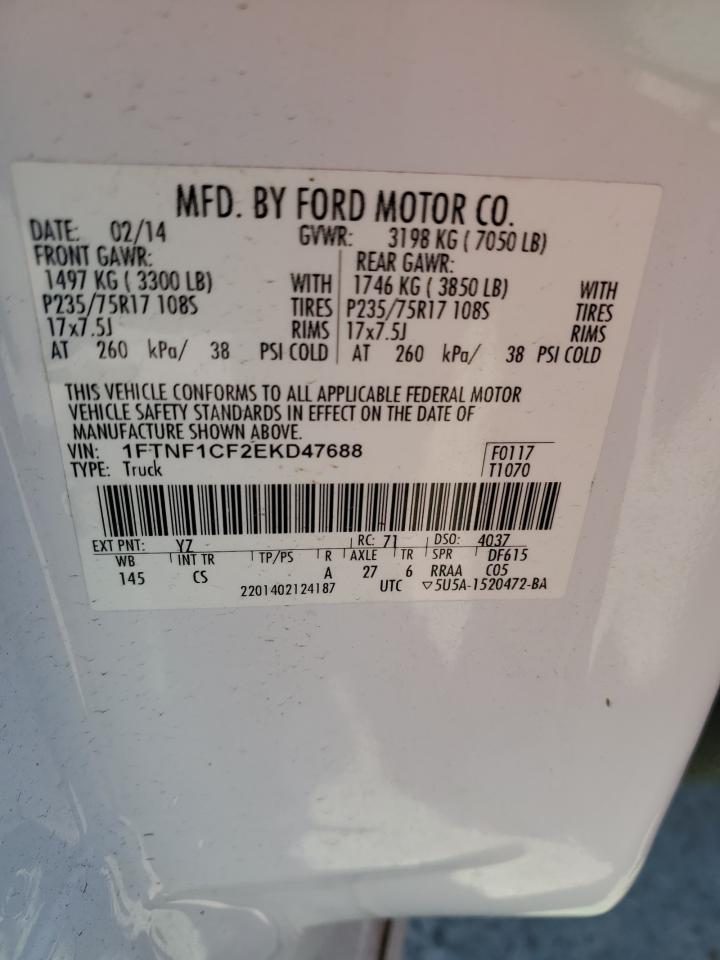 MFD. BY FORD MOTOR CO.
DATE: 02/14 GVWR: 3198 KG ( 7050 LB)
FRONT GAWR: REAR GAWR:
1497 KG ( 3300 LB) WITH 1746 KG ( 3850 LB) WITH
P235/75R17 108S TIRES P235/75R17 108S TIRES
17x7.5J RIMS 17x7.5J RIMS
AT 260 kPa/ 38 PSI COLD AT 260 kPa/ 38 PSI COLD
THIS VEHICLE CONFORMS TO ALL APPLICABLE FEDERAL MOTOR
VEHICLE SAFETY STANDARDS IN EFFECT ON THE DATE OF
MANUFACTURE SHOWN ABOVE.
VIN: 1FTNF1CF2EKD47688 F0117
TYPE: Truck T1070
EXT PNT: YZ RC: 71 DSO: 4037
WB INT TR TP/PS R AXLE TR SPR DF615
145 CS A 27 6 RRAA C05
2201402124187 UTC ▽5U5A-1520472-BA